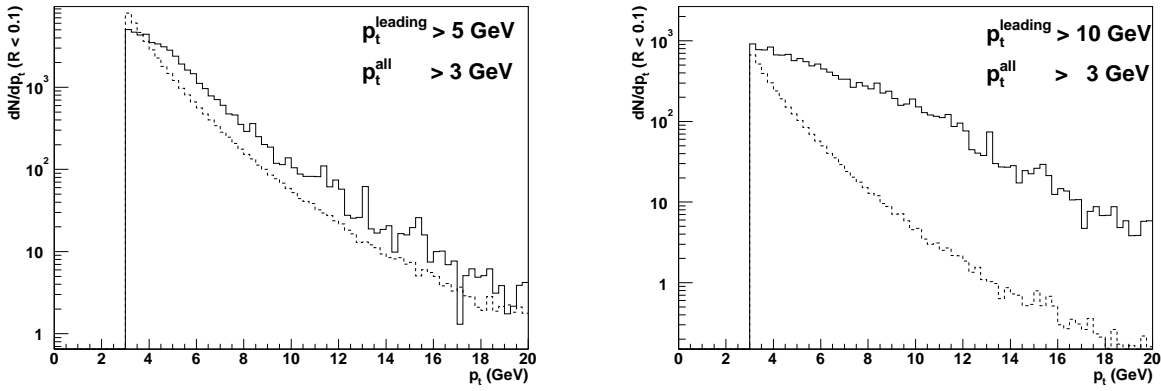 dN/dp_t (R < 0.1)
p_t^leading > 5 GeV
p_t^all > 3 GeV
10^3
10^2
10
1
0 2 4 6 8 10 12 14 16 18 20
p_t (GeV)
dN/dp_t (R < 0.1)
p_t^leading > 10 GeV
p_t^all > 3 GeV
10^3
10^2
10
1
0 2 4 6 8 10 12 14 16 18 20
p_t (GeV)